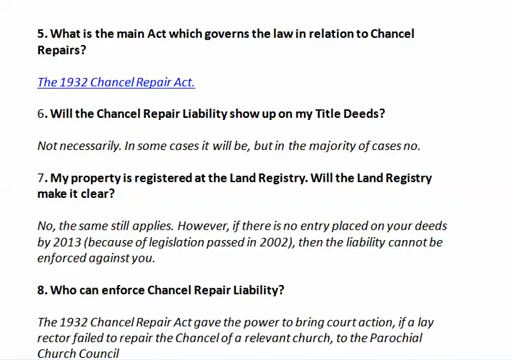 5. What is the main Act which governs the law in relation to Chancel
Repairs?
The 1932 Chancel Repair Act.
6. Will the Chancel Repair Liability show up on my Title Deeds?
Not necessarily. In some cases it will be, but in the majority of cases no.
7. My property is registered at the Land Registry. Will the Land Registry
make it clear?
No, the same still applies. However, if there is no entry placed on your deeds
by 2013 (because of legislation passed in 2002), then the liability cannot be
enforced against you.
8. Who can enforce Chancel Repair Liability?
The 1932 Chancel Repair Act gave the power to bring court action, if a lay
rector failed to repair the Chancel of a relevant church, to the Parochial
Church Council